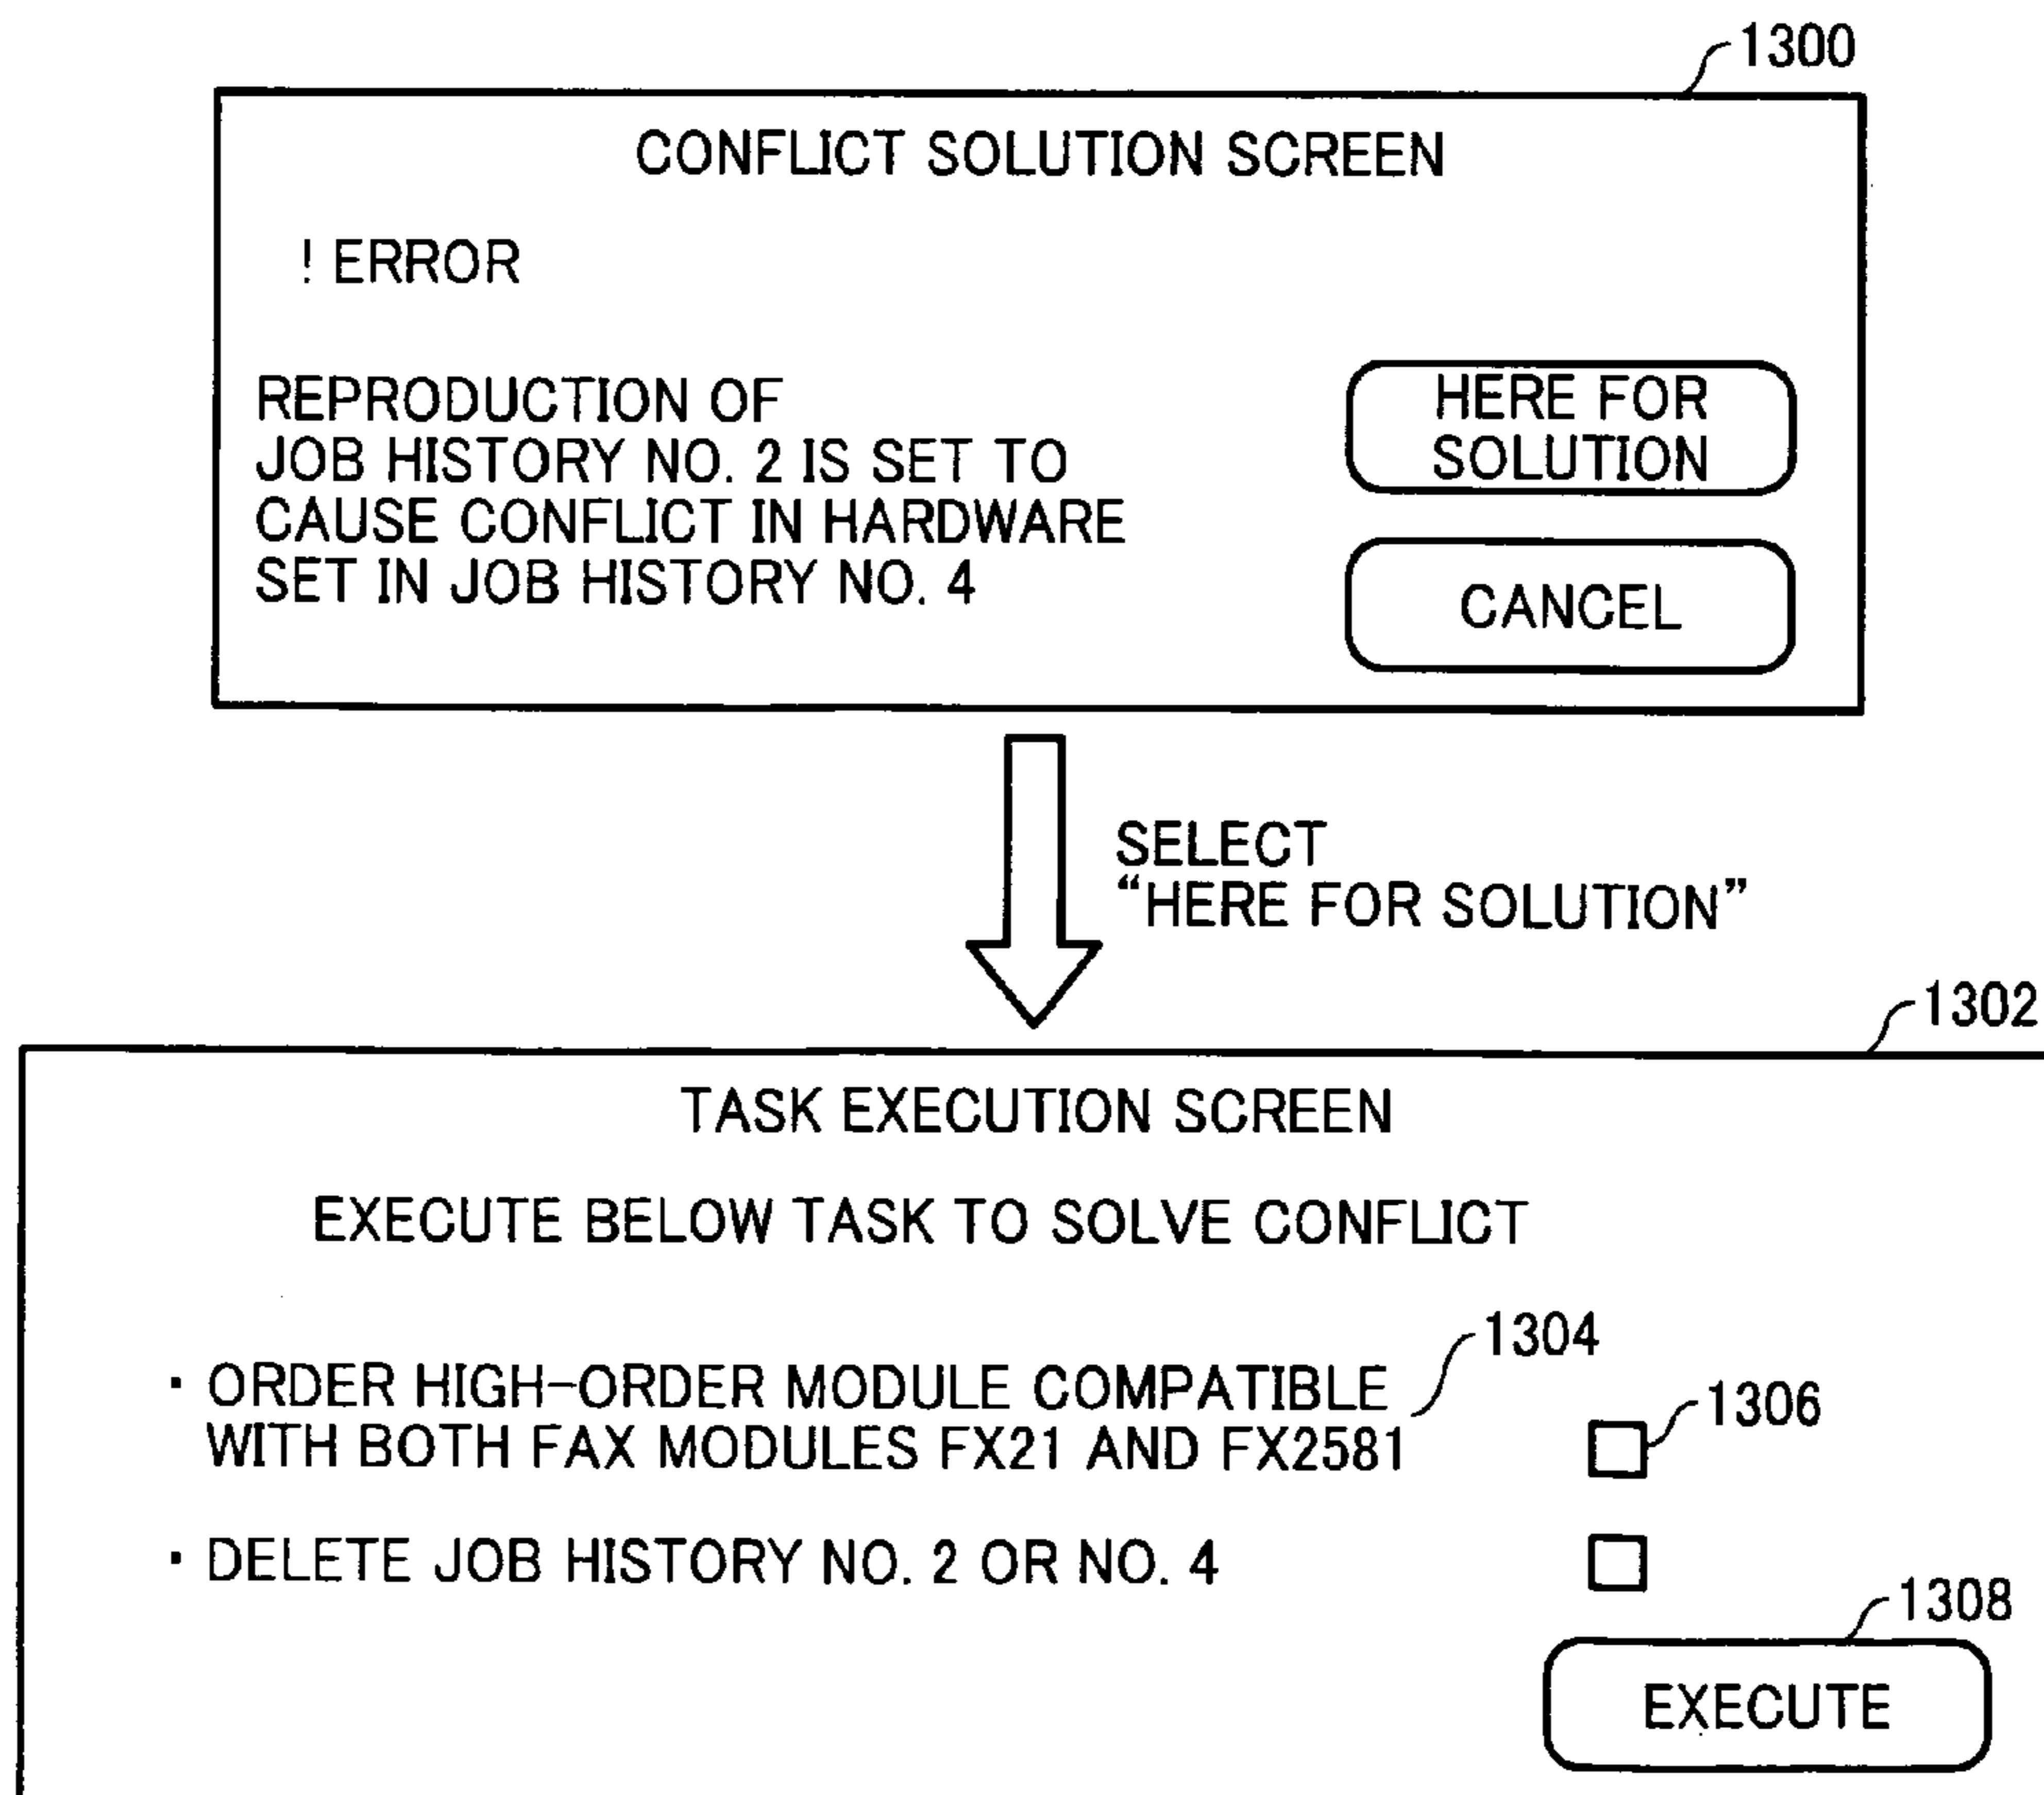 1300
CONFLICT SOLUTION SCREEN
! ERROR
REPRODUCTION OF
JOB HISTORY NO. 2 IS SET TO
CAUSE CONFLICT IN HARDWARE
SET IN JOB HISTORY NO. 4
HERE FOR
SOLUTION
CANCEL
SELECT
“HERE FOR SOLUTION”
1302
TASK EXECUTION SCREEN
EXECUTE BELOW TASK TO SOLVE CONFLICT
1304
・ORDER HIGH-ORDER MODULE COMPATIBLE
WITH BOTH FAX MODULES FX21 AND FX2581
1306
・DELETE JOB HISTORY NO. 2 OR NO. 4
1308
EXECUTE